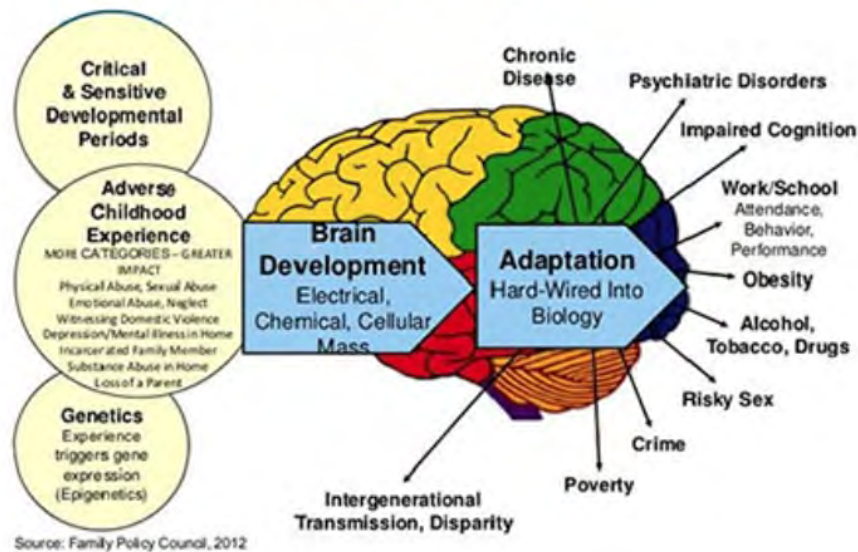 Critical
& Sensitive
Developmental
Periods
Adverse
Childhood
Experience
MORE CATEGORIES – GREATER
IMPACT
Physical Abuse, Sexual Abuse
Emotional Abuse, Neglect
Witnessing Domestic Violence
Depression/Mental Illness in Home
Incarcerated Family Member
Substance Abuse in Home
Loss of a Parent
Genetics
Experience
triggers gene
expression
(Epigenetics)
Brain
Development
Electrical,
Chemical, Cellular
Mass
Adaptation
Hard-Wired Into
Biology
Chronic
Disease
Psychiatric Disorders
Impaired Cognition
Work/School
Attendance,
Behavior,
Performance
Obesity
Alcohol,
Tobacco, Drugs
Risky Sex
Crime
Poverty
Intergenerational
Transmission, Disparity
Source: Family Policy Council, 2012